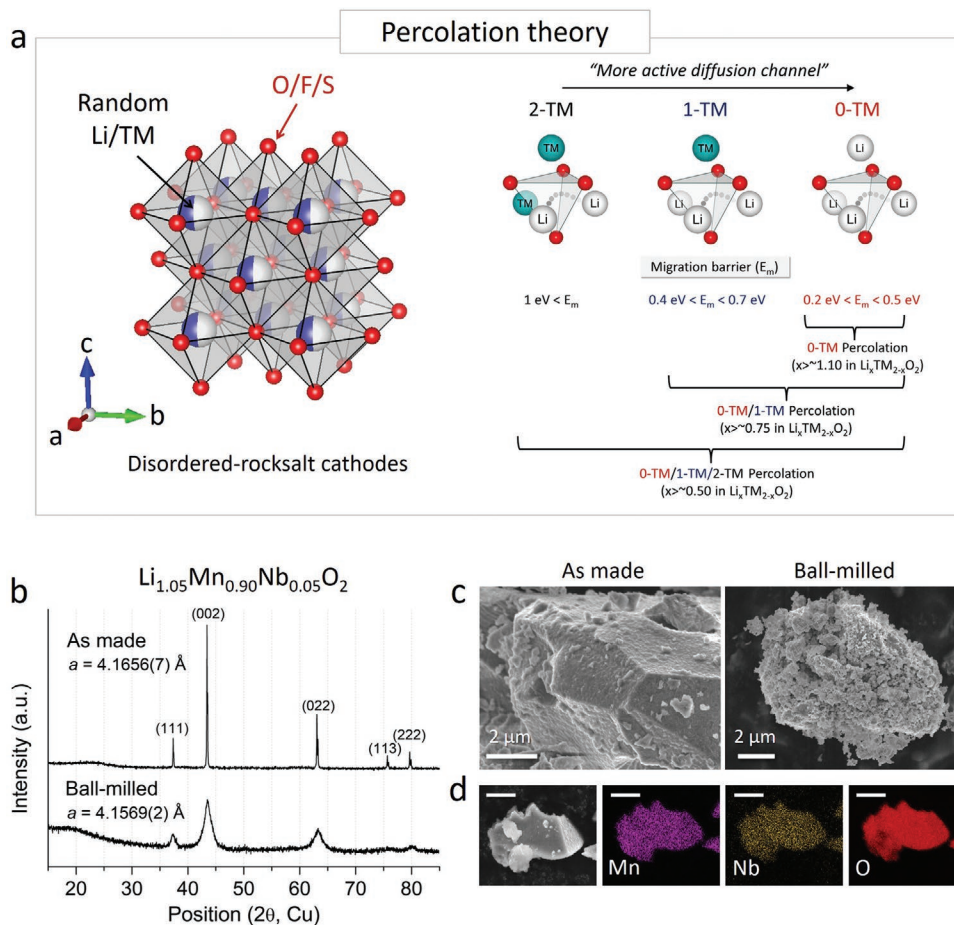 a
Percolation theory
Random
Li/TM
O/F/S
c
b
a
Disordered-rocksalt cathodes
“More active diffusion channel”
2-TM 1-TM 0-TM
TM TM Li
TM Li Li Li Li
Li Li Li
Migration barrier (Eₘ)
1 eV < Eₘ 0.4 eV < Eₘ < 0.7 eV 0.2 eV < Eₘ < 0.5 eV
0-TM Percolation
(x>~1.10 in LiₓTM₂₋ₓO₂)
0-TM/1-TM Percolation
(x>~0.75 in LiₓTM₂₋ₓO₂)
0-TM/1-TM/2-TM Percolation
(x>~0.50 in LiₓTM₂₋ₓO₂)
b
Li₁.₀₅Mn₀.₉₀Nb₀.₀₅O₂
As made
a = 4.1656(7) Å
(111) (002) (022) (113) (222)
Ball-milled
a = 4.1569(2) Å
Intensity (a.u.)
20 30 40 50 60 70 80
Position (2θ, Cu)
c
As made Ball-milled
2 μm 2 μm
d
Mn Nb O